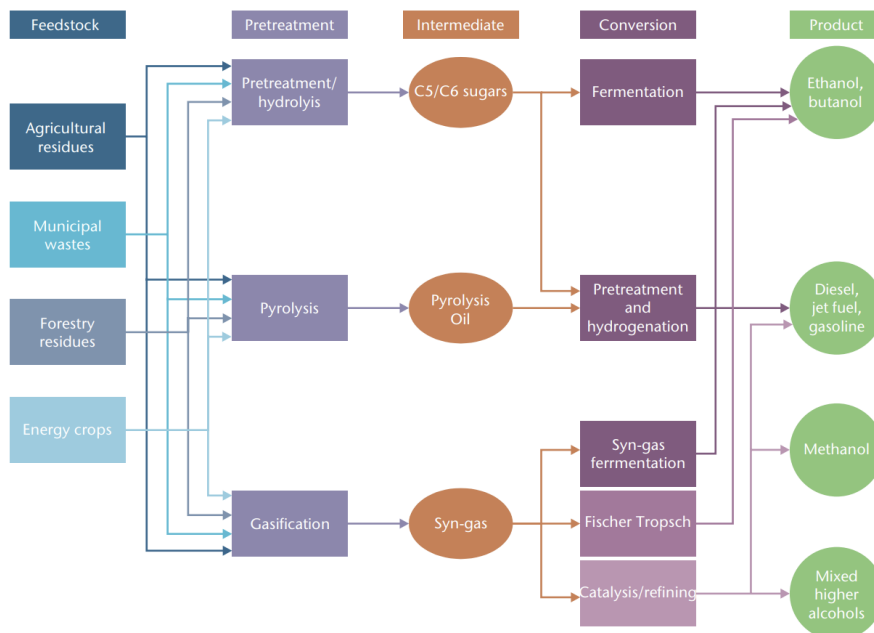 Feedstock
Pretreatment
Intermediate
Conversion
Product
Agricultural
residues
Municipal
wastes
Forestry
residues
Energy crops
Pretreatment/
hydrolyis
Pyrolysis
Gasification
C5/C6 sugars
Pyrolysis
Oil
Syn-gas
Fermentation
Pretreatment
and
hydrogenation
Syn-gas
ferrmentation
Fischer Tropsch
Catalysis/refining
Ethanol,
butanol
Diesel,
jet fuel,
gasoline
Methanol
Mixed
higher
alcohols